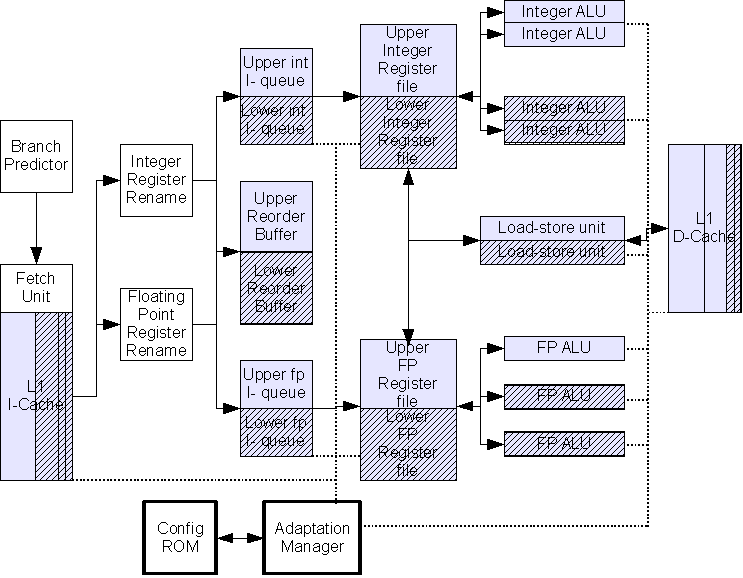 Branch
Predictor
Fetch
Unit
L1
I-Cache
Integer
Register
Rename
Floating
Point
Register
Rename
Upper int
I- queue
Lower int
I- queue
Upper
Reorder
Buffer
Lower
Reorder
Buffer
Upper fp
I- queue
Lower fp
I- queue
Upper
Integer
Register
file
Lower
Integer
Register
file
Upper
FP
Register
file
Lower
FP
Register
file
Integer ALU
Integer ALU
Integer ALU
Integer ALU
Load-store unit
Load-store unit
FP ALU
FP ALU
FP ALU
L1
D-Cache
Config
ROM
Adaptation
Manager